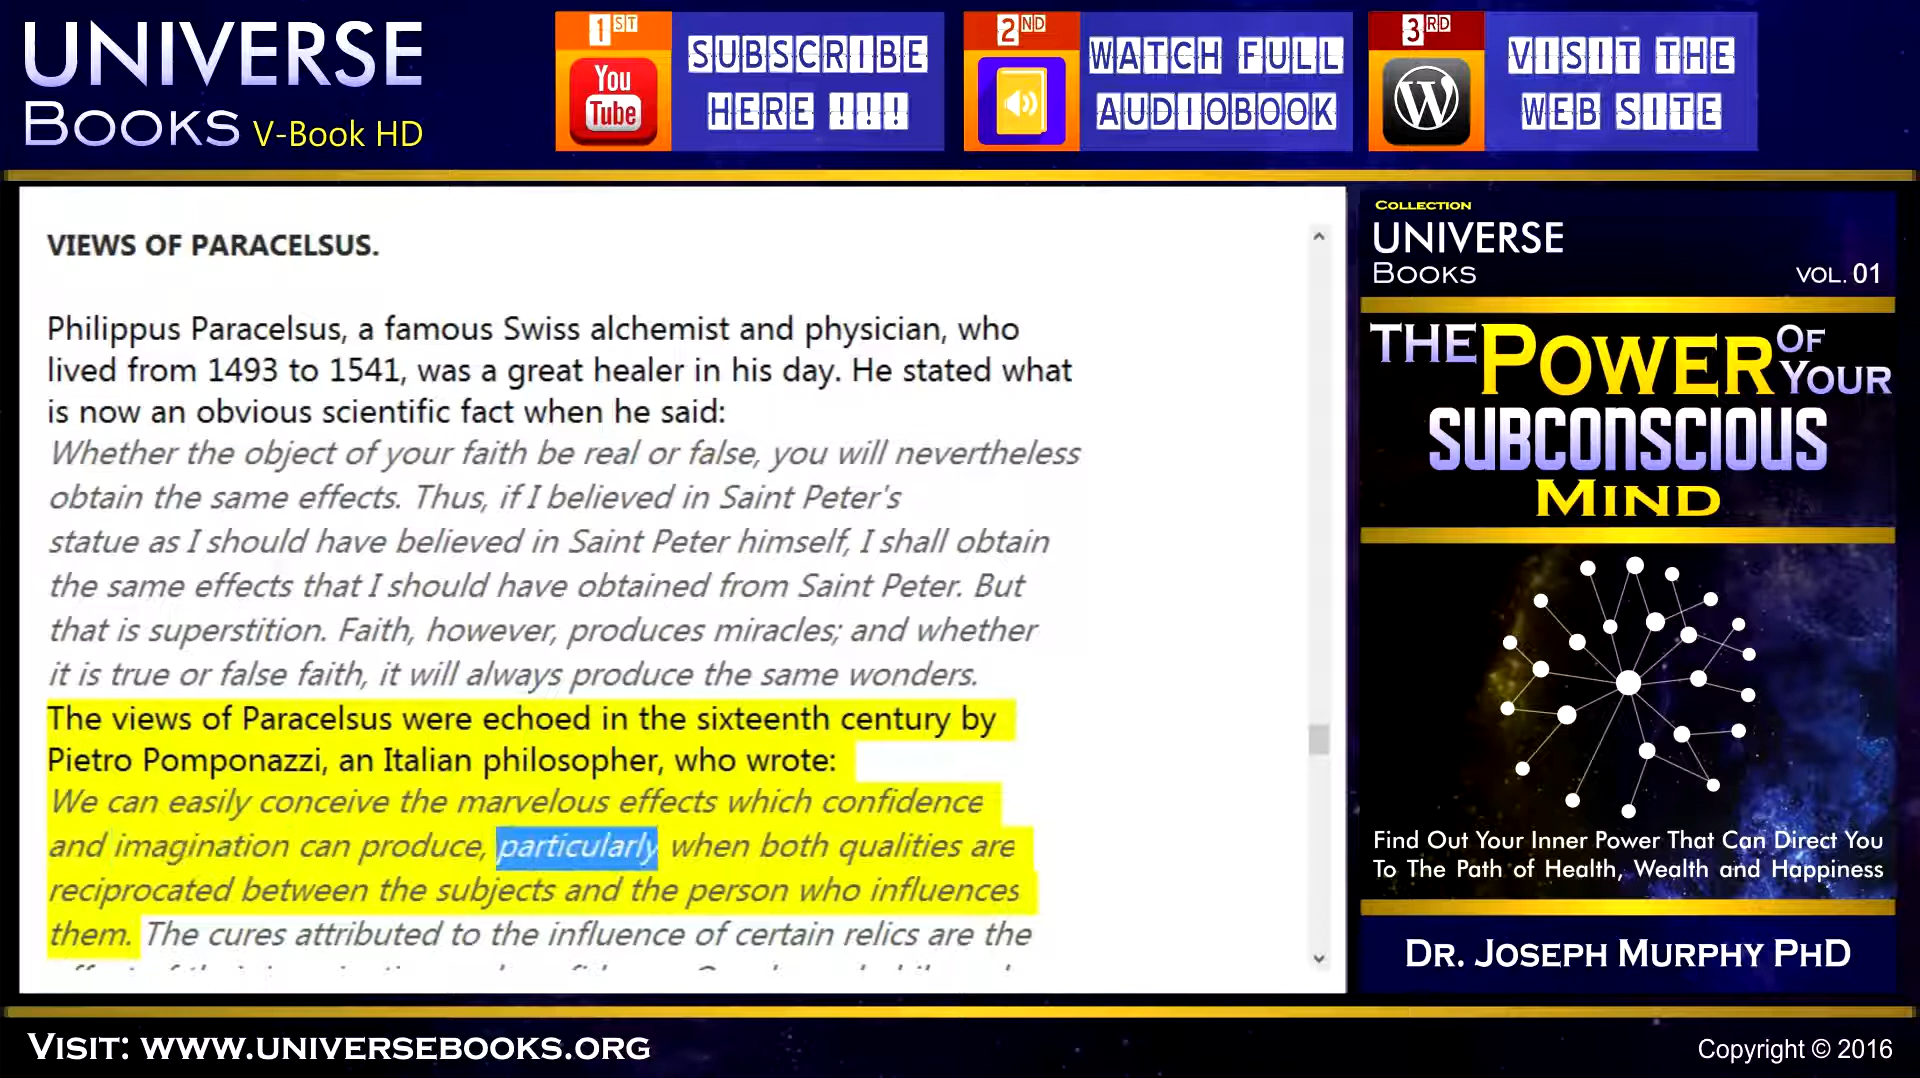 UNIVERSE
BOOKS V-Book HD
1ST
You
Tube
SUBSCRIBE
HERE !!!
2ND
WATCH FULL
AUDIOBOOK
3RD
VISIT THE
WEB SITE
VIEWS OF PARACELSUS.
Philippus Paracelsus, a famous Swiss alchemist and physician, who
lived from 1493 to 1541, was a great healer in his day. He stated what
is now an obvious scientific fact when he said:
Whether the object of your faith be real or false, you will nevertheless
obtain the same effects. Thus, if I believed in Saint Peter's
statue as I should have believed in Saint Peter himself, I shall obtain
the same effects that I should have obtained from Saint Peter. But
that is superstition. Faith, however, produces miracles; and whether
it is true or false faith, it will always produce the same wonders.
The views of Paracelsus were echoed in the sixteenth century by
Pietro Pomponazzi, an Italian philosopher, who wrote:
We can easily conceive the marvelous effects which confidence
and imagination can produce, particularly when both qualities are
reciprocated between the subjects and the person who influences
them. The cures attributed to the influence of certain relics are the
COLLECTION
UNIVERSE
BOOKS
VOL. 01
THE POWER OF YOUR
SUBCONSCIOUS
MIND
Find Out Your Inner Power That Can Direct You
To The Path of Health, Wealth and Happiness
DR. JOSEPH MURPHY PHD
VISIT: WWW.UNIVERSEBOOKS.ORG
Copyright © 2016